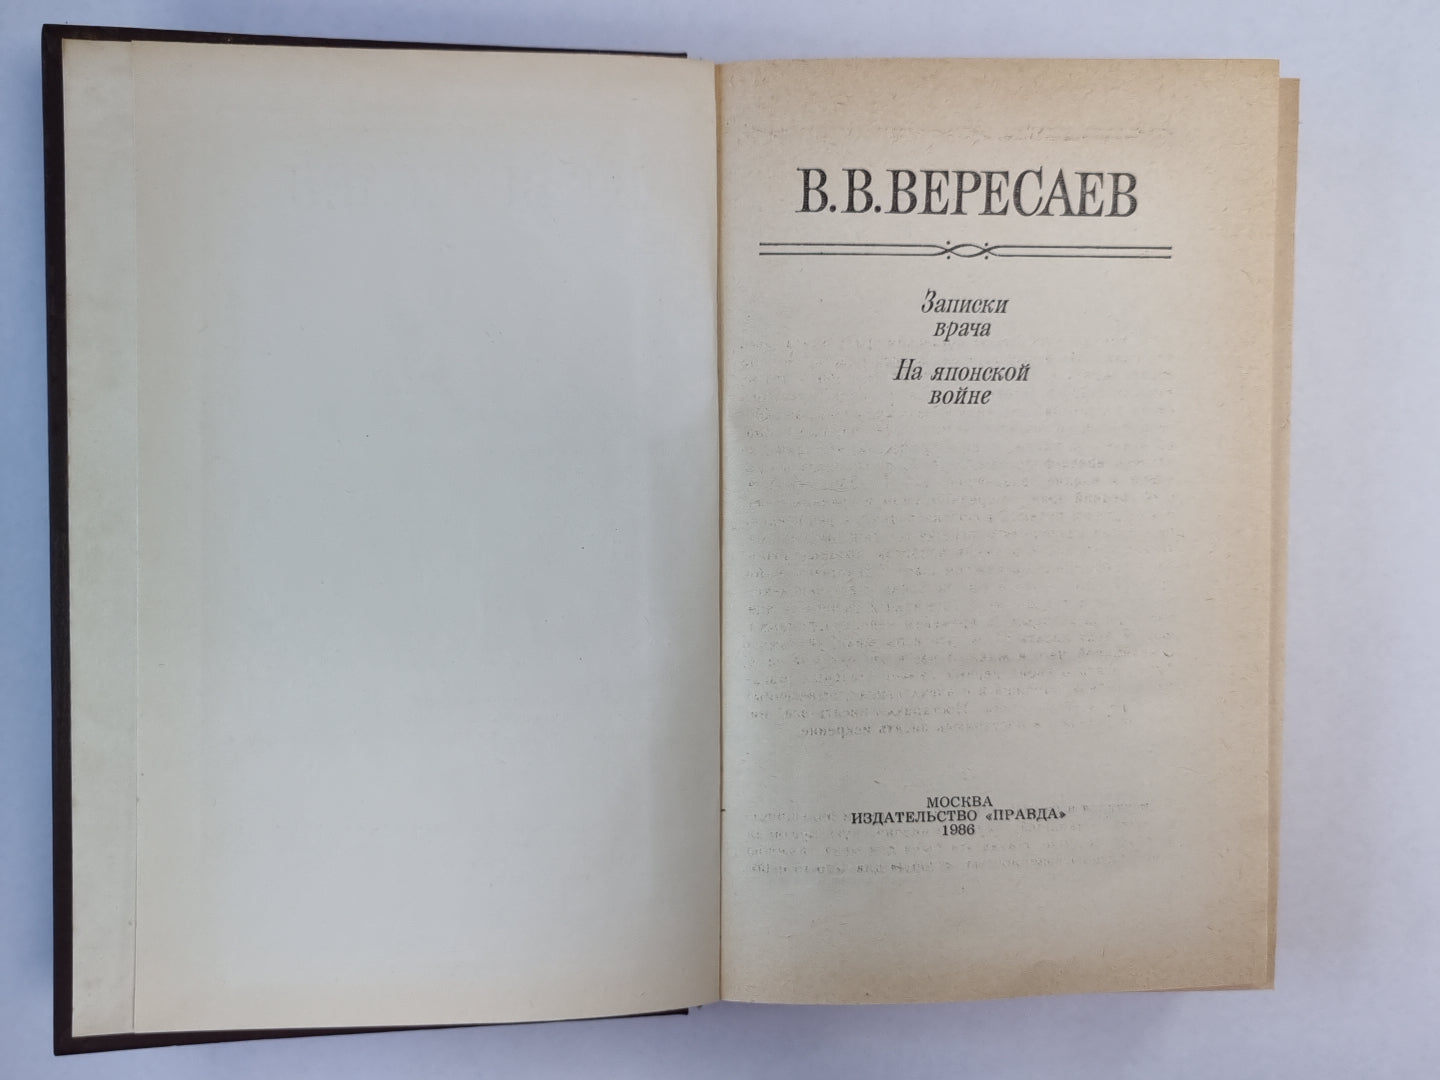 В.В.ВЕРЕСАЕВ
Записки
врача
На японской
войне
МОСКВА
ИЗДАТЕЛЬСТВО «ПРАВДА»
1986